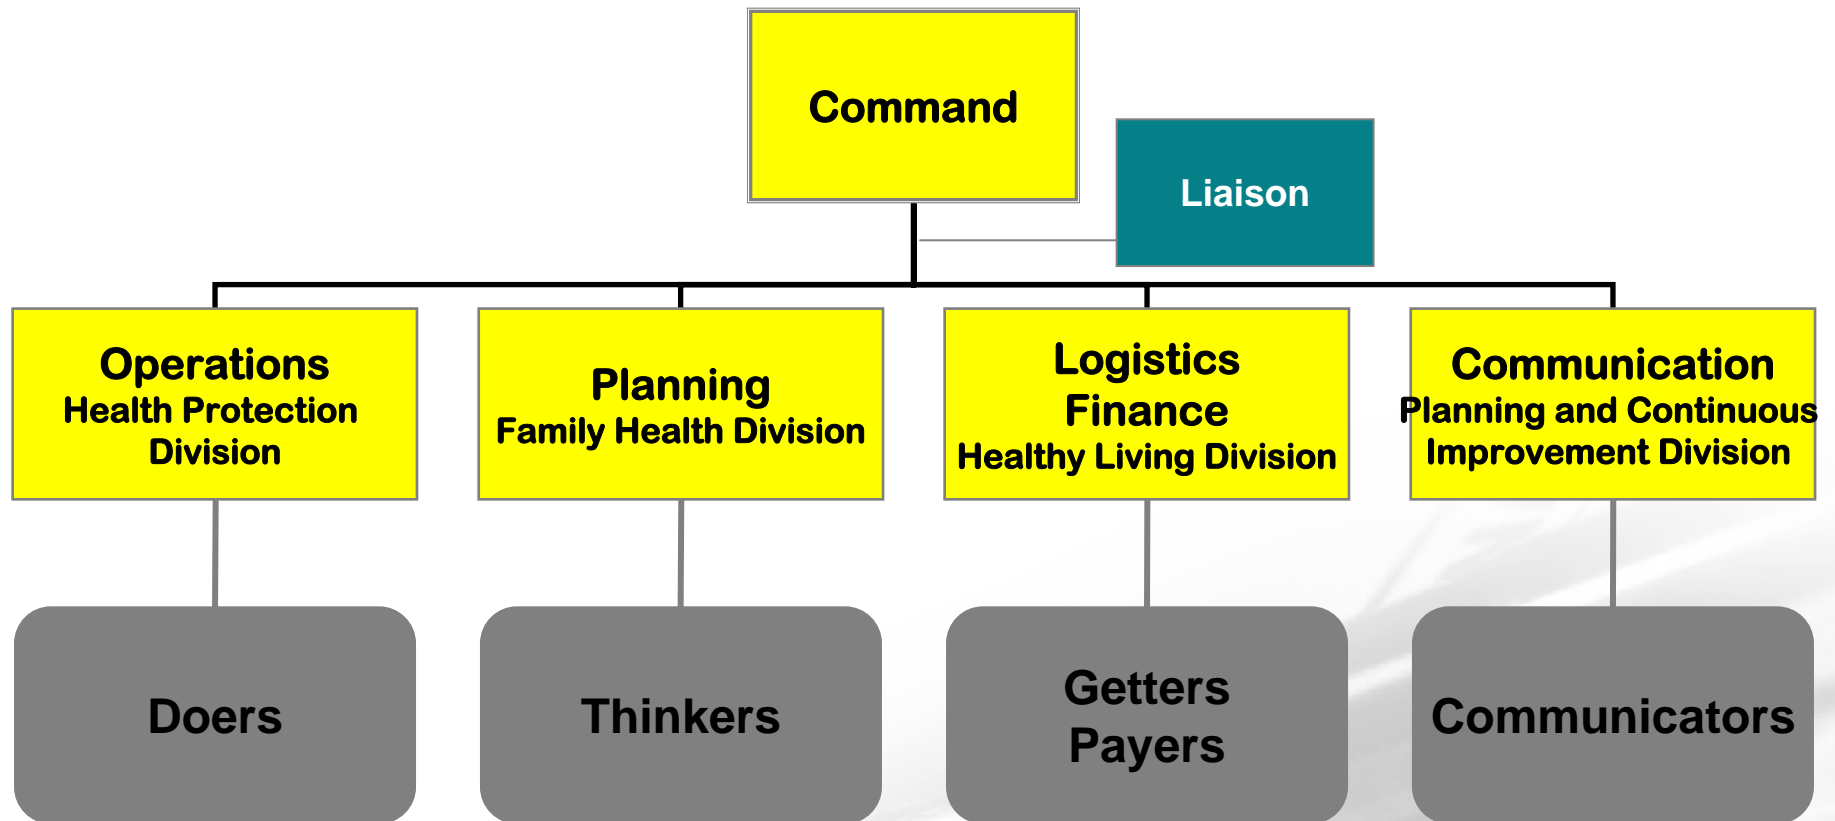 Command
Liaison
Operations
Health Protection
Division
Planning
Family Health Division
Logistics
Finance
Healthy Living Division
Communication
Planning and Continuous
Improvement Division
Doers
Thinkers
Getters
Payers
Communicators